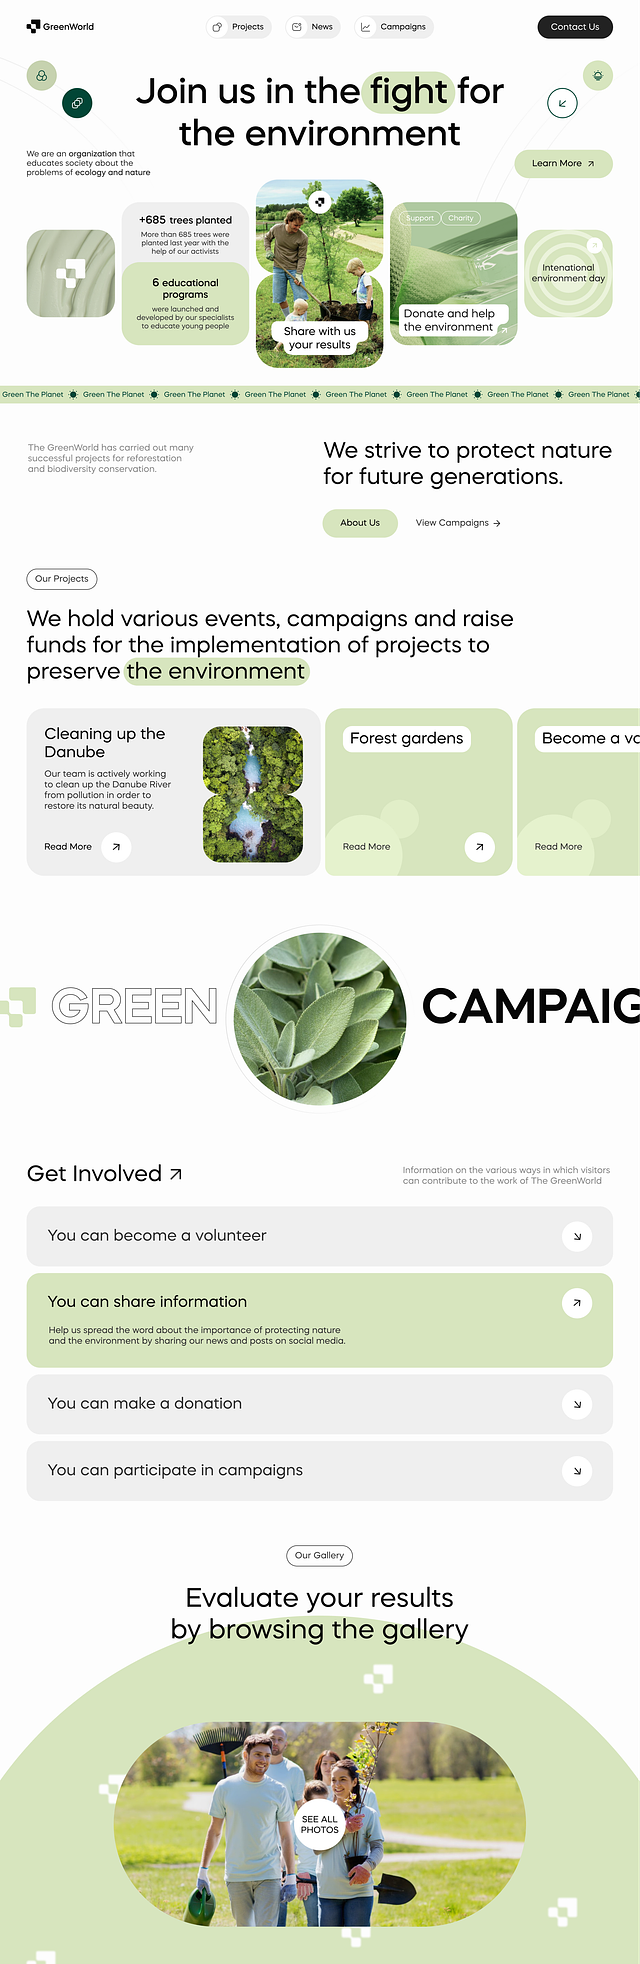 GreenWorld
Projects
News
Campaigns
Contact Us
Join us in the fight for
the environment
We are an organization that
educates society about the
problems of ecology and nature
Learn More
+685 trees planted
More than 685 trees were
planted last year with the
help of our activists
6 educational
programs
were launched and
developed by our specialists
to educate young people
Share with us
your results
Support
Charity
Donate and help
the environment
Intenational
environment day
Green The Planet Green The Planet Green The Planet Green The Planet Green The Planet Green The Planet Green The Planet Green The Planet
The GreenWorld has carried out many
successful projects for reforestation
and biodiversity conservation.
We strive to protect nature
for future generations.
About Us
View Campaigns
Our Projects
We hold various events, campaigns and raise
funds for the implementation of projects to
preserve the environment
Cleaning up the
Danube
Our team is actively working
to clean up the Danube River
from pollution in order to
restore its natural beauty.
Read More
Forest gardens
Read More
Become a vo
Read More
GREEN
CAMPAIG
Get Involved
Information on the various ways in which visitors
can contribute to the work of The GreenWorld
You can become a volunteer
You can share information
Help us spread the word about the importance of protecting nature
and the environment by sharing our news and posts on social media.
You can make a donation
You can participate in campaigns
Our Gallery
Evaluate your results
by browsing the gallery
SEE ALL
PHOTOS